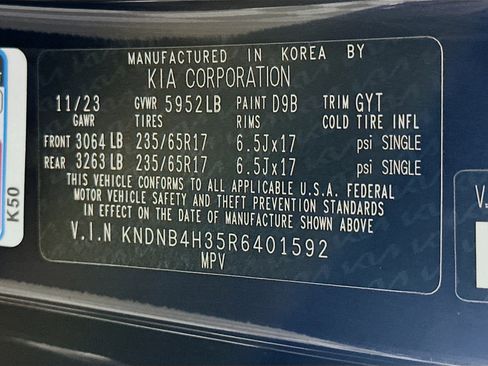 MANUFACTURED IN KOREA BY
KIA CORPORATION
11/23 GVWR 5952LB PAINT D9B TRIM GYT
GAWR TIRES RIMS COLD TIRE INFL
FRONT 3064 LB 235/65R17 6.5Jx17 psi SINGLE
REAR 3263 LB 235/65R17 6.5Jx17 psi SINGLE
THIS VEHICLE CONFORMS TO ALL APPLICABLE U.S.A. FEDERAL
MOTOR VEHICLE SAFETY AND THEFT PREVENTION STANDARDS
IN EFFECT ON THE DATE OF MANUFACTURE SHOWN ABOVE
V.I.N KNDNB4H35R6401592
MPV
K50